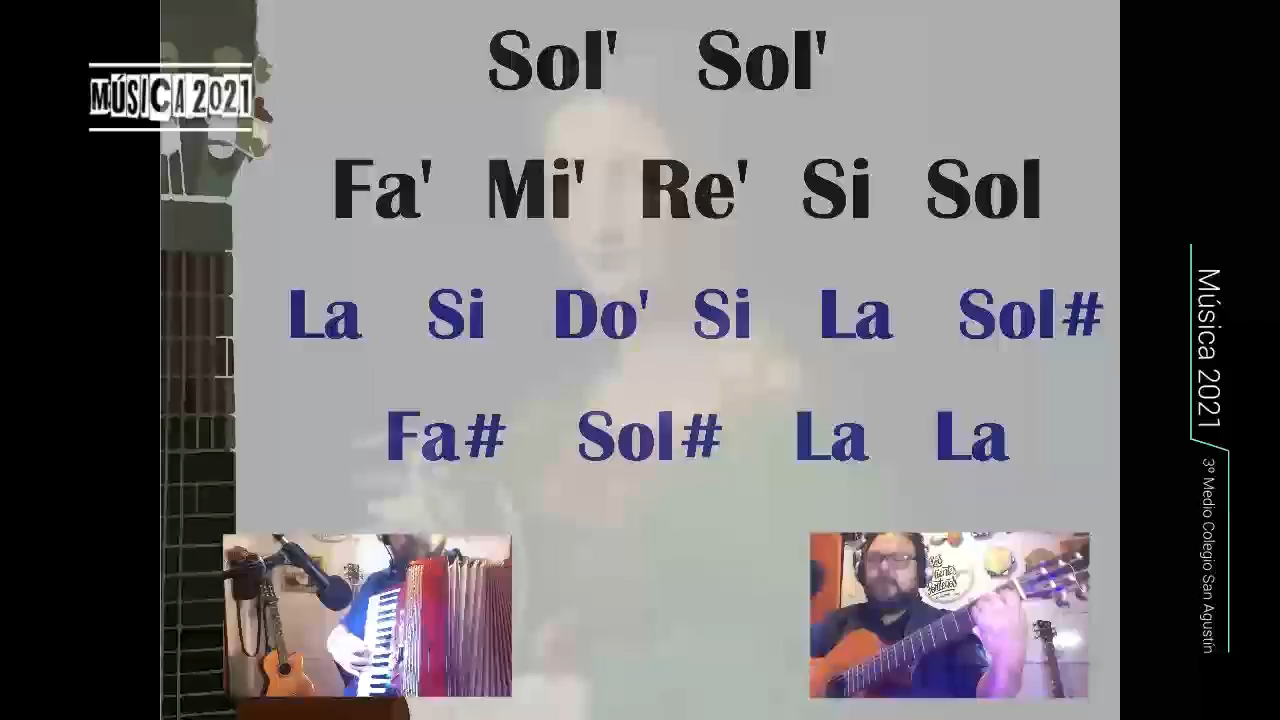 MÚSICA 2021
Sol' Sol'
Fa' Mi' Re' Si Sol
La Si Do' Si La Sol#
Fa# Sol# La La
Música 2021
3º Medio Colegio San Agustín